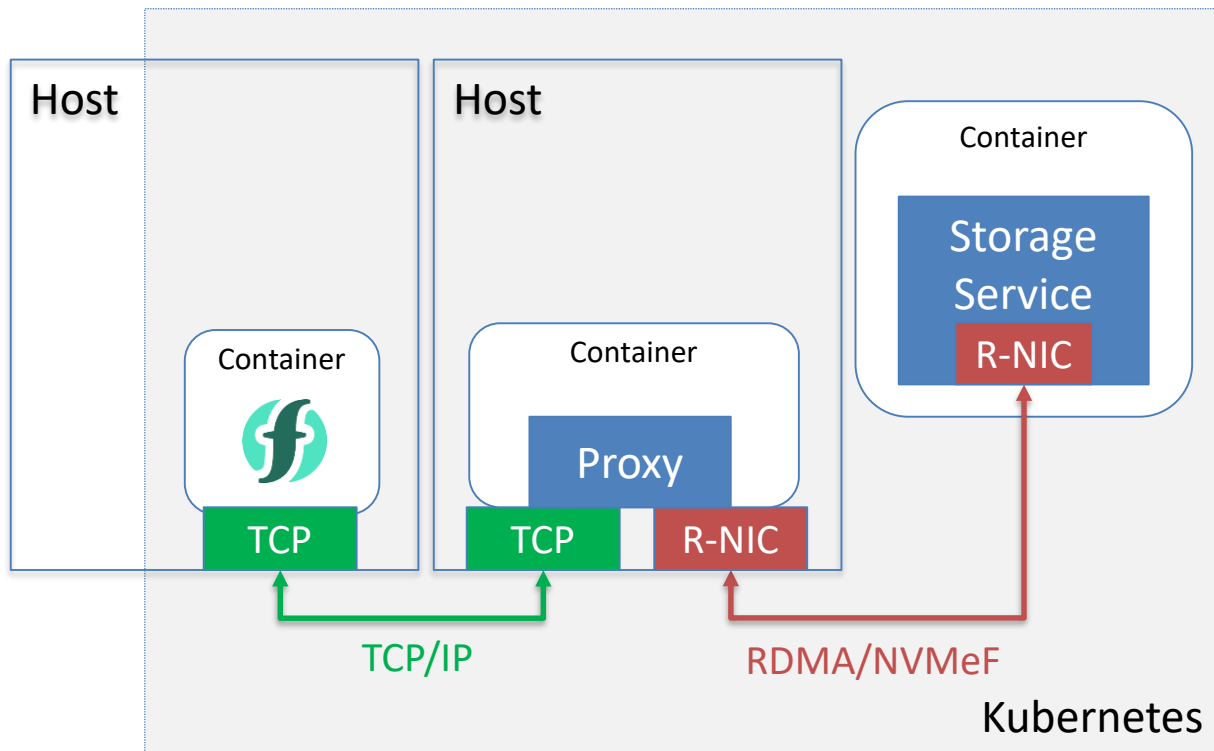 Host
Host
Container
Storage
Service
R-NIC
Container
Container
Proxy
TCP
TCP
R-NIC
TCP/IP
RDMA/NVMeF
Kubernetes